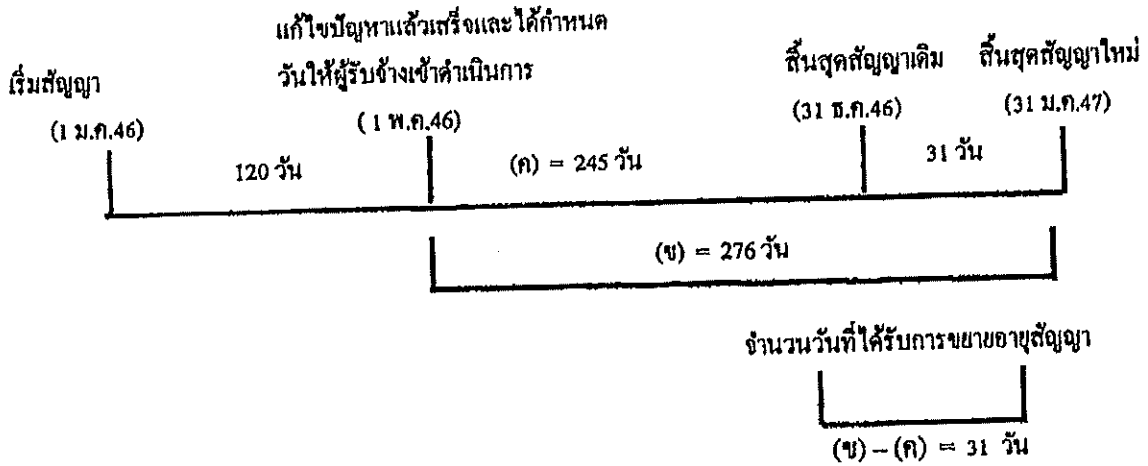 แก้ไขปัญหาแล้วเสร็จและได้กำหนด
วันให้ผู้รับจ้างเข้าดำเนินการ
เริ่มสัญญา
(1 ม.ค.46)
( 1 พ.ค.46)
สิ้นสุดสัญญาเดิม
(31 ธ.ค.46)
สิ้นสุดสัญญาใหม่
(31 ม.ค.47)
120 วัน
(ค) = 245 วัน
31 วัน
(ข) = 276 วัน
จำนวนวันที่ได้รับการขยายอายุสัญญา
(ข) – (ค) = 31 วัน